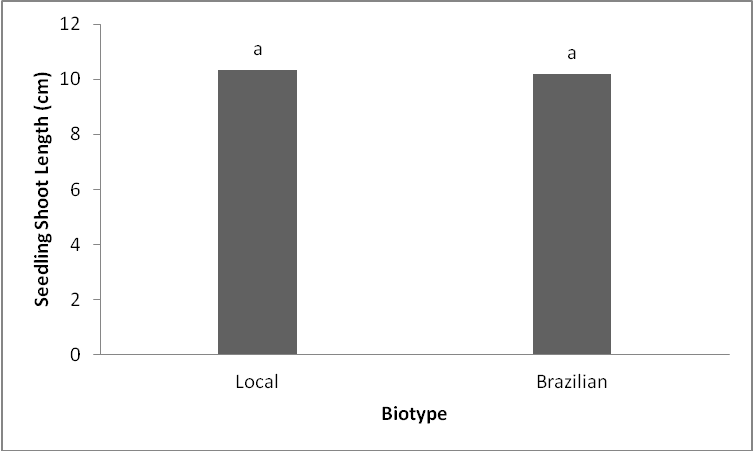 12
10
8
6
4
2
0
Seedling Shoot Length (cm)
a
a
Local
Brazilian
Biotype